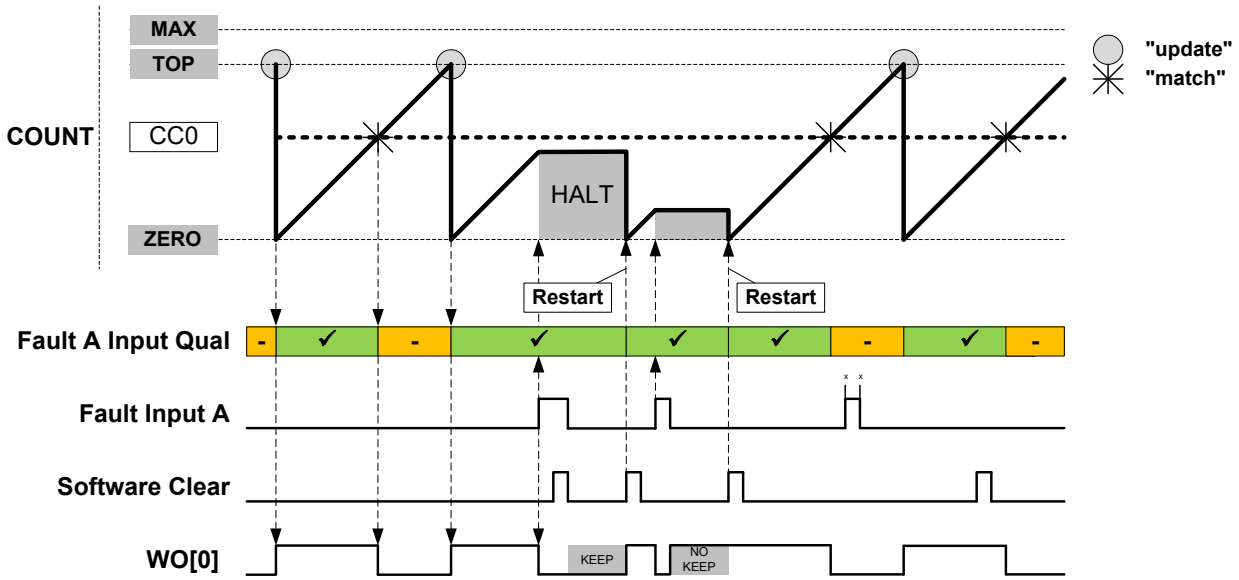 MAX
"update"
TOP
"match"
COUNT
CC0
HALT
ZERO
Restart
Restart
Fault A Input Qual
- ✓ - ✓ ✓ ✓ - ✓ -
x x
Fault Input A
Software Clear
WO[0]
KEEP
NO
KEEP